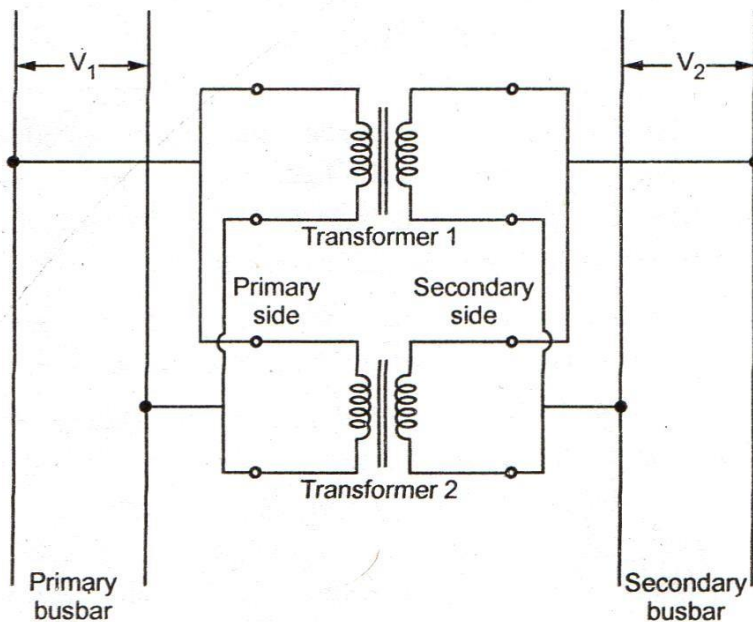 V1
V2
Transformer 1
Primary
side
Secondary
side
Transformer 2
Primary
busbar
Secondary
busbar